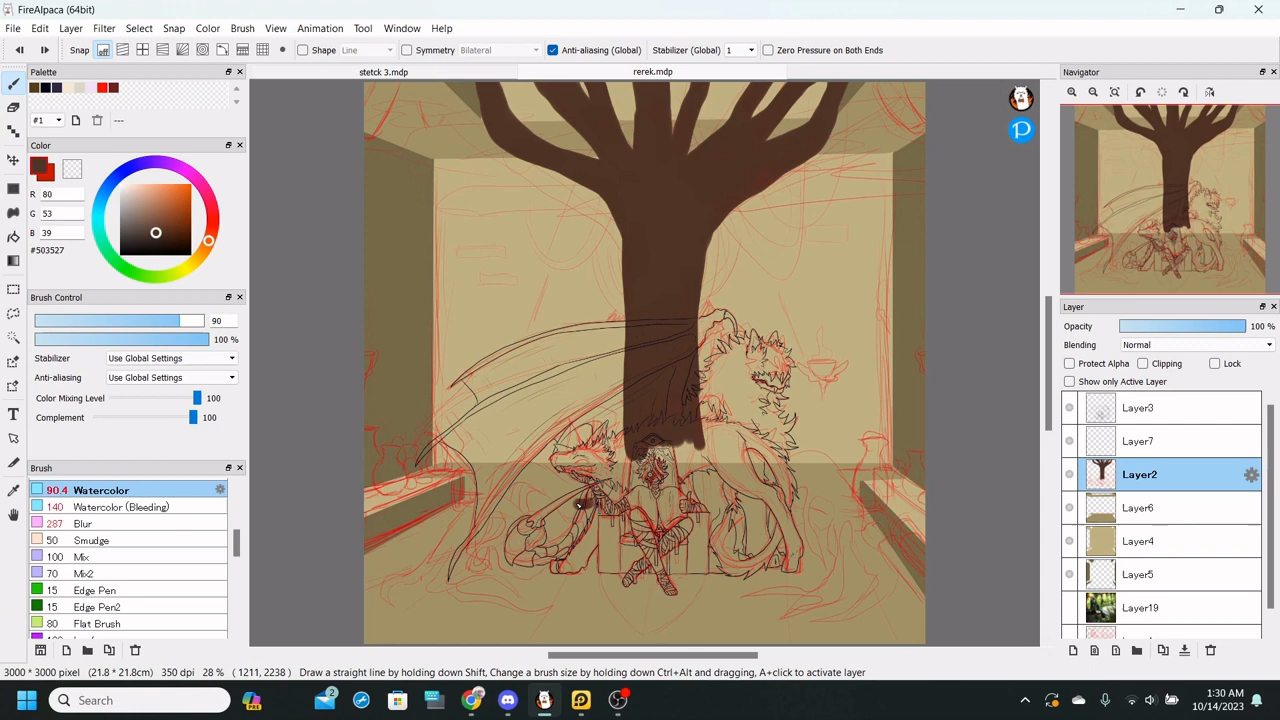 FireAlpaca (64bit)
File Edit Layer Filter Snap Select Color Brush View Animation Tool Window Help
Snap off Shape Line Symmetry Bilateral Anti-aliasing (Global) Stabilizer (Global) 1 Zero Pressure on Both Ends
Palette stetck 3.mdp rerek.mdp Navigator
#1 ---
Color
R 80
G 53
B 39
#503527
Brush Control
90
100 %
Stabilizer Use Global Settings
Anti-aliasing Use Global Settings
Color Mixing Level 100
Complement 100
Brush
90.4 Watercolor
140 Watercolor (Bleeding)
287 Blur
50 Smudge
100 Mix
70 Mix2
15 Edge Pen
15 Edge Pen2
80 Flat Brush
Layer
Opacity 100 %
Blending Normal
Protect Alpha Clipping Lock
Show only Active Layer
Layer3
Layer7
Layer2
Layer6
Layer4
Layer5
Layer19
3000 * 3000 pixel (21.8 * 21.8cm) 350 dpi 28 % ( 1211, 2238 ) Draw a straight line by holding down Shift, Change a brush size by holding down Ctrl+Alt and dragging, A+click to activate layer
Search PRE 2 1:30 AM
10/14/2023